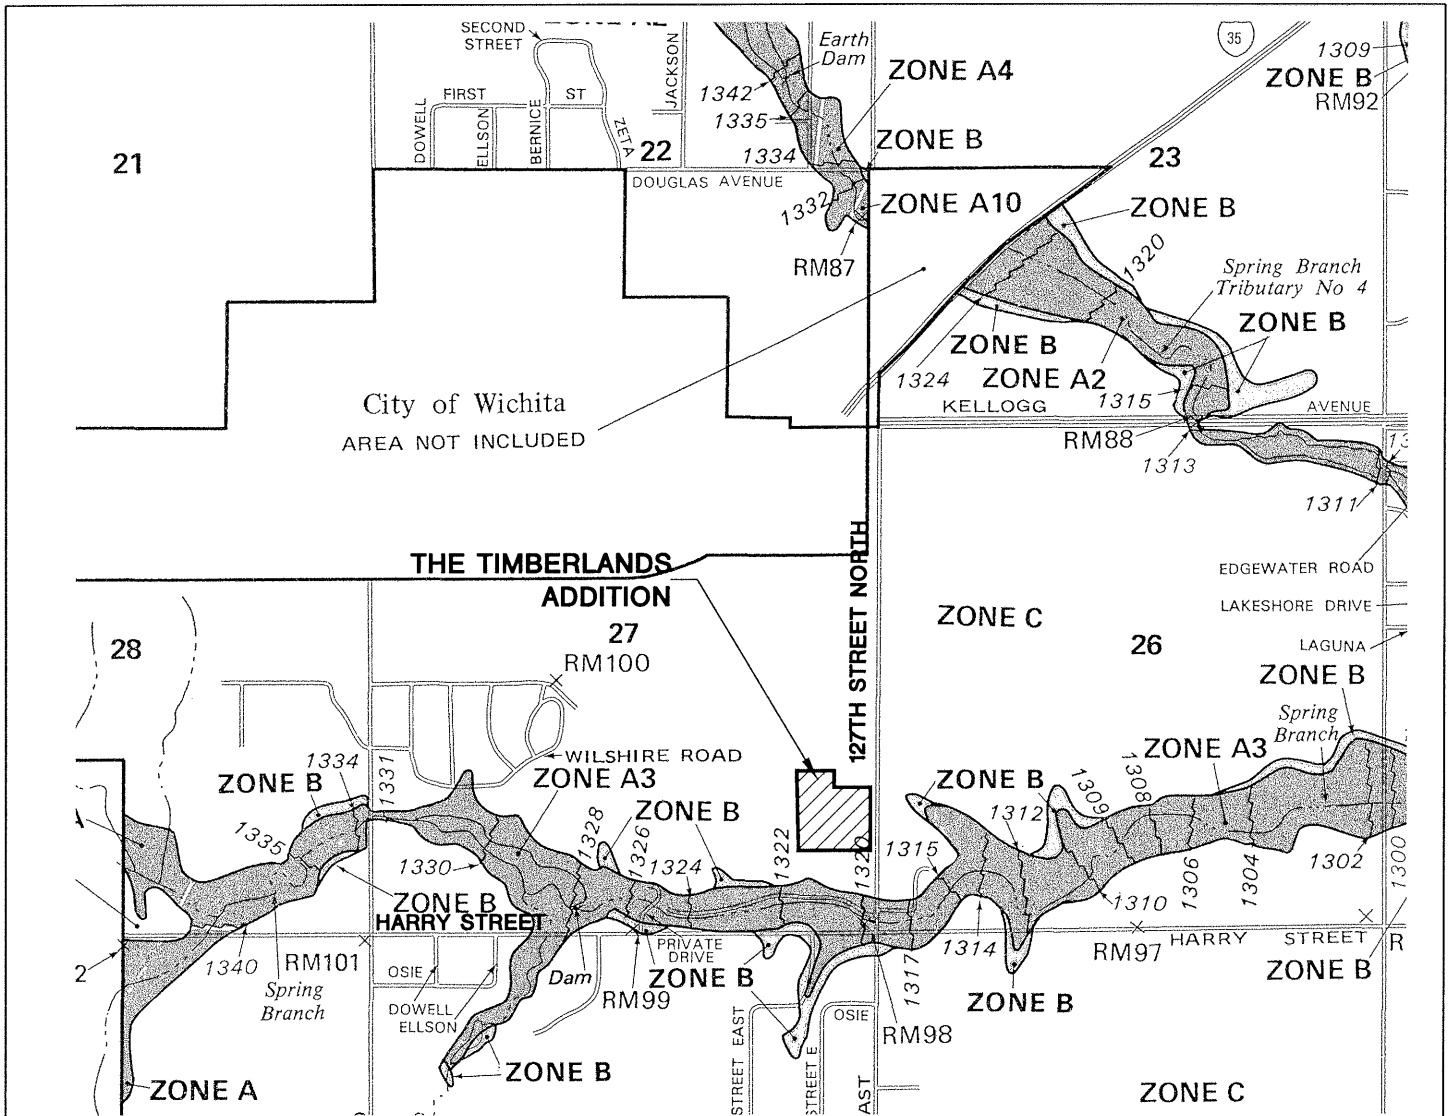 SECOND
STREET
FIRST ST
DOWELL
ELLSON
BERNICE
ZETA
JACKSON
21
22
23
DOUGLAS AVENUE
Earth
Dam
1342
1335
1334
1332
ZONE A4
ZONE B
ZONE A10
RM87
35
1309
ZONE B
RM92
ZONE B
1320
Spring Branch
Tributary No 4
ZONE B
ZONE B
1324
ZONE A2
1315
KELLOGG AVENUE
RM88
1313
1311
City of Wichita
AREA NOT INCLUDED
THE TIMBERLANDS
ADDITION
127TH STREET NORTH
EDGEWATER ROAD
LAKESHORE DRIVE
LAGUNA
ZONE C
26
27
28
RM100
WILSHIRE ROAD
ZONE B
Spring
Branch
ZONE A3
1334
1331
ZONE B
1335
ZONE A3
1328
1326
ZONE B
1324
1322
1320
1330
ZONE B
HARRY STREET
1315
ZONE B
1312
1309
1308
1314
1310
1306
1304
1302
1300
1340
RM101
Spring
Branch
OSIE
DOWELL
ELLSON
Dam
PRIVATE
DRIVE
RM99
ZONE B
1317
RM98
OSIE
STREET EAST
STREET E
AST
ZONE B
RM97
HARRY STREET
R
ZONE B
2
ZONE A
ZONE B
ZONE C